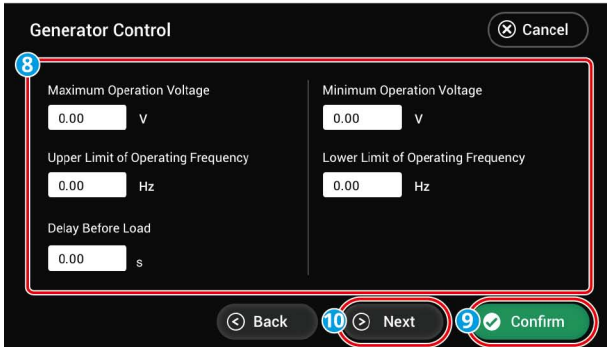 Generator Control
Cancel
8
Maximum Operation Voltage
0.00 V
Minimum Operation Voltage
0.00 V
Upper Limit of Operating Frequency
0.00 Hz
Lower Limit of Operating Frequency
0.00 Hz
Delay Before Load
0.00 s
Back
10 Next
9 Confirm